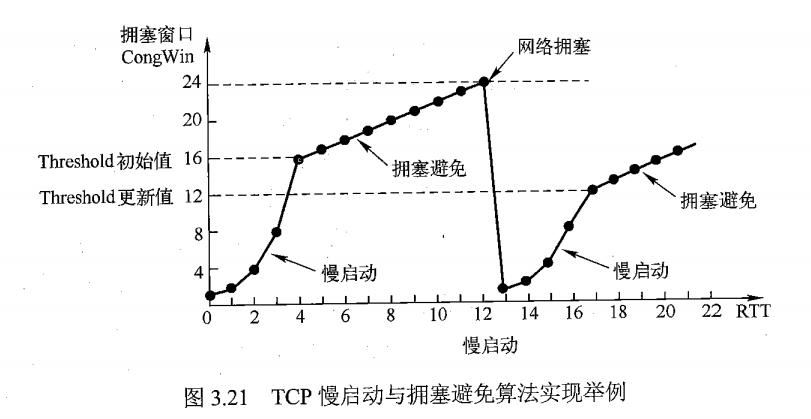 拥塞窗口
CongWin
网络拥塞
24
20
Threshold初始值 16
拥塞避免
Threshold更新值 12
拥塞避免
8
慢启动
慢启动
4
0 2 4 6 8 10 12 14 16 18 20 22 RTT
慢启动
图 3.21 TCP 慢启动与拥塞避免算法实现举例